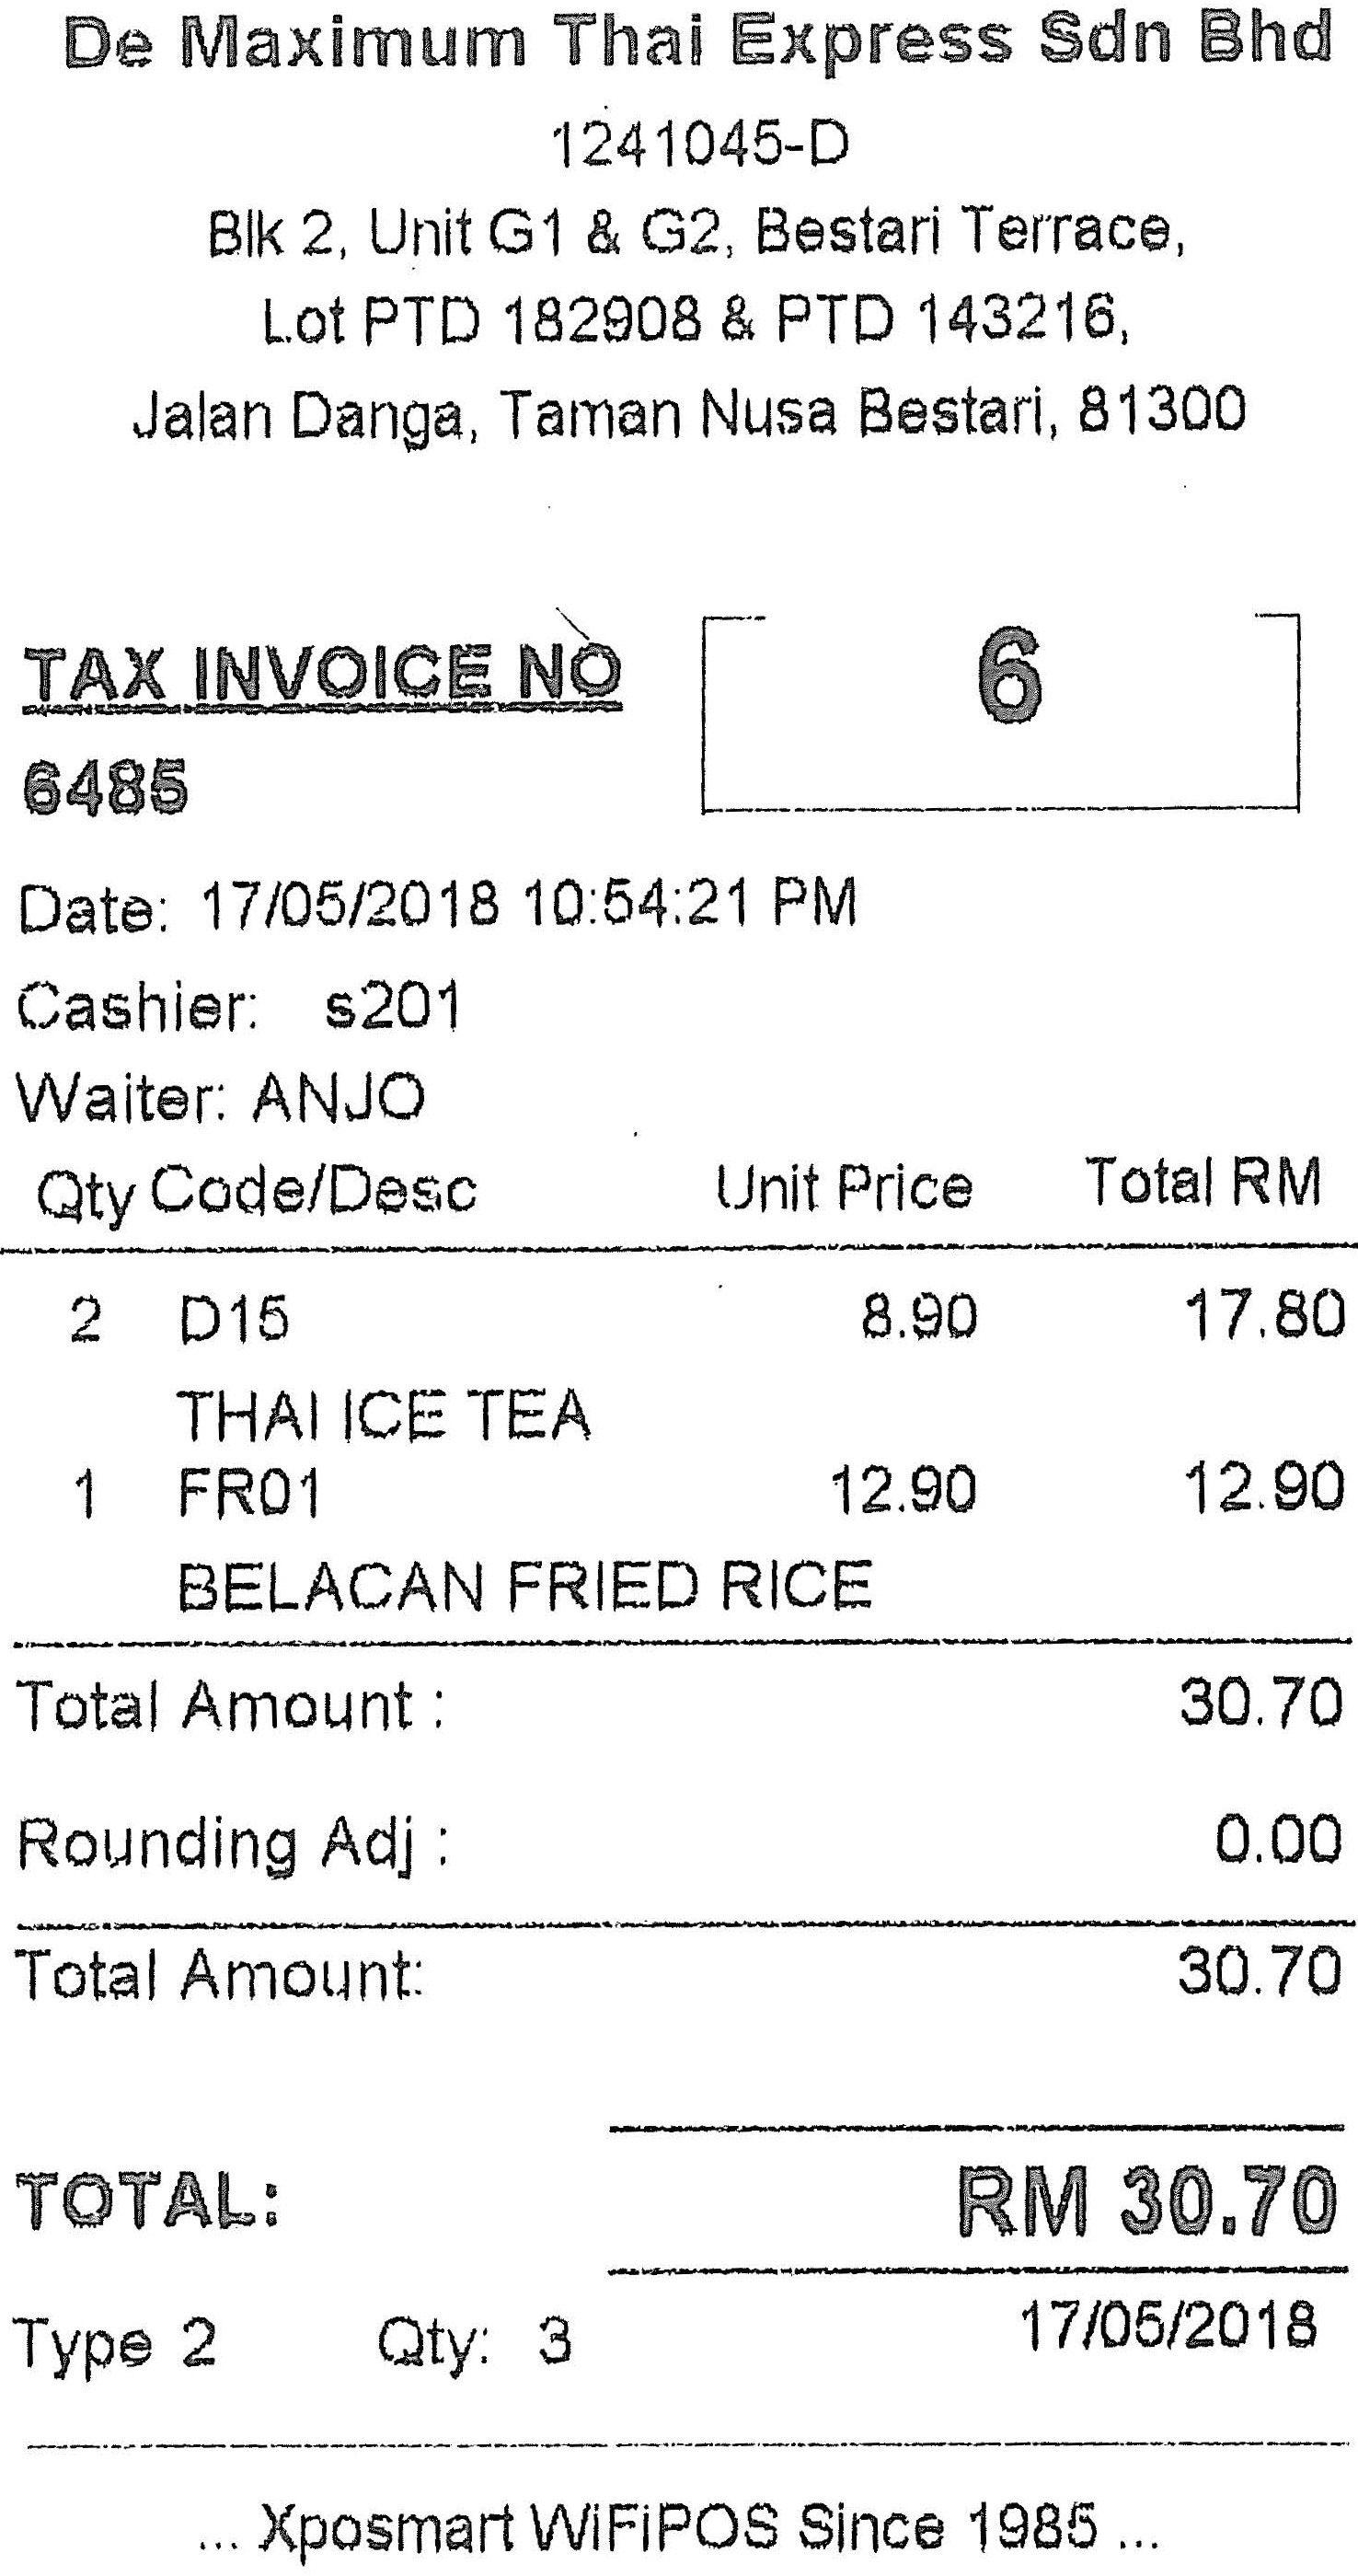 De Maximum Thai Express Sdn Bhd
1241045-D
Blk 2, Unit G1 & G2, Bestari Terrace,
Lot PTD 182908 & PTD 143216,
Jalan Danga, Taman Nusa Bestari, 81300
TAX INVOICE NO
6
6485
Date: 17/05/2018 10:54:21 PM
Cashier: s201
Waiter: ANJO
Qty Code/Desc Unit Price Total RM
2 D15 8.90 17.80
THAI ICE TEA
1 FR01 12.90 12.90
BELACAN FRIED RICE
Total Amount : 30.70
Rounding Adj : 0.00
Total Amount: 30.70
TOTAL: RM 30.70
Type 2 Qty: 3 17/05/2018
... Xposmart WiFiPOS Since 1985 ...